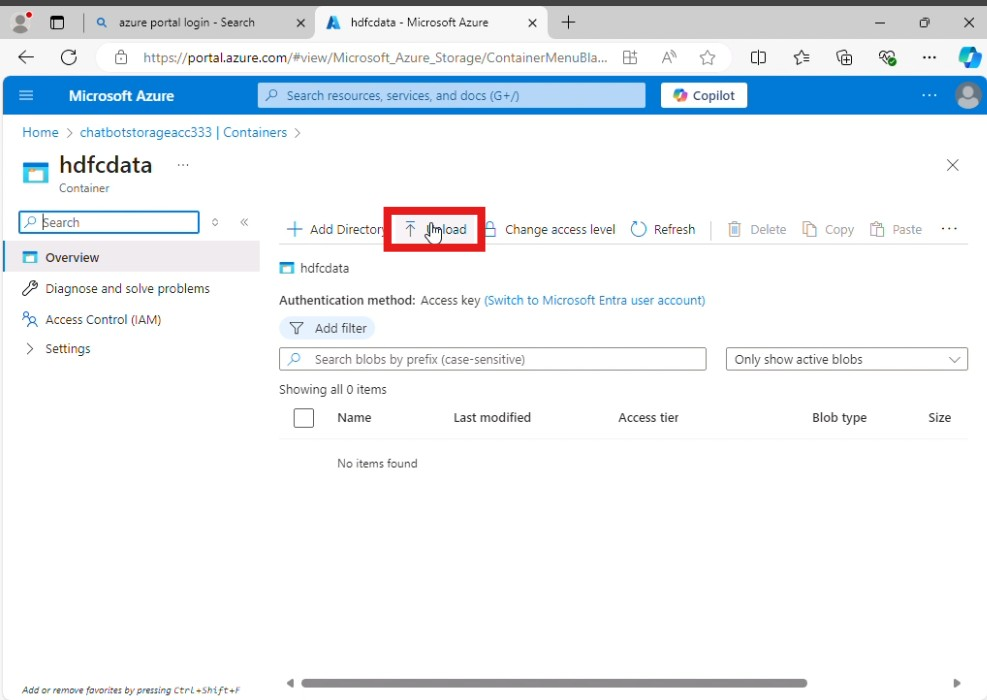 azure portal login - Search
hdfcdata - Microsoft Azure
https://portal.azure.com/#view/Microsoft_Azure_Storage/ContainerMenuBla...
Microsoft Azure
Search resources, services, and docs (G+/)
Copilot
Home > chatbotstorageacc333 | Containers >
hdfcdata
Container
Search
Add Directory
Change access level
Refresh
Delete
Copy
Paste
Overview
Diagnose and solve problems
Access Control (IAM)
Settings
hdfcdata
Authentication method: Access key (Switch to Microsoft Entra user account)
Add filter
Search blobs by prefix (case-sensitive)
Only show active blobs
Showing all 0 items
Name Last modified Access tier Blob type Size
No items found
Add or remove favorites by pressing Ctrl+Shift+F